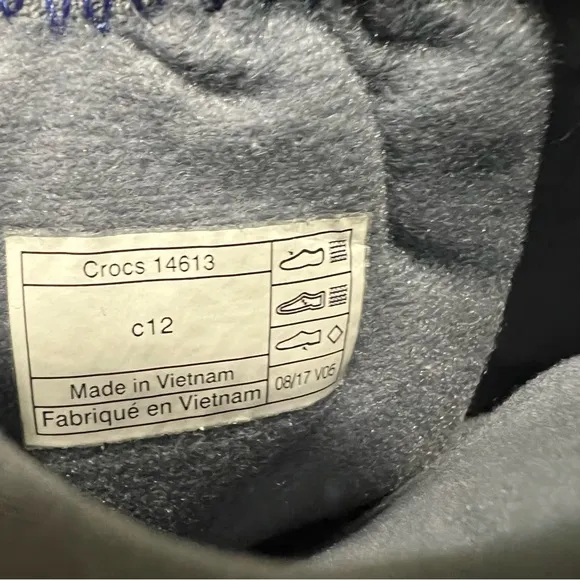 Crocs 14613
c12
Made in Vietnam
Fabriqué en Vietnam
08/17 V05